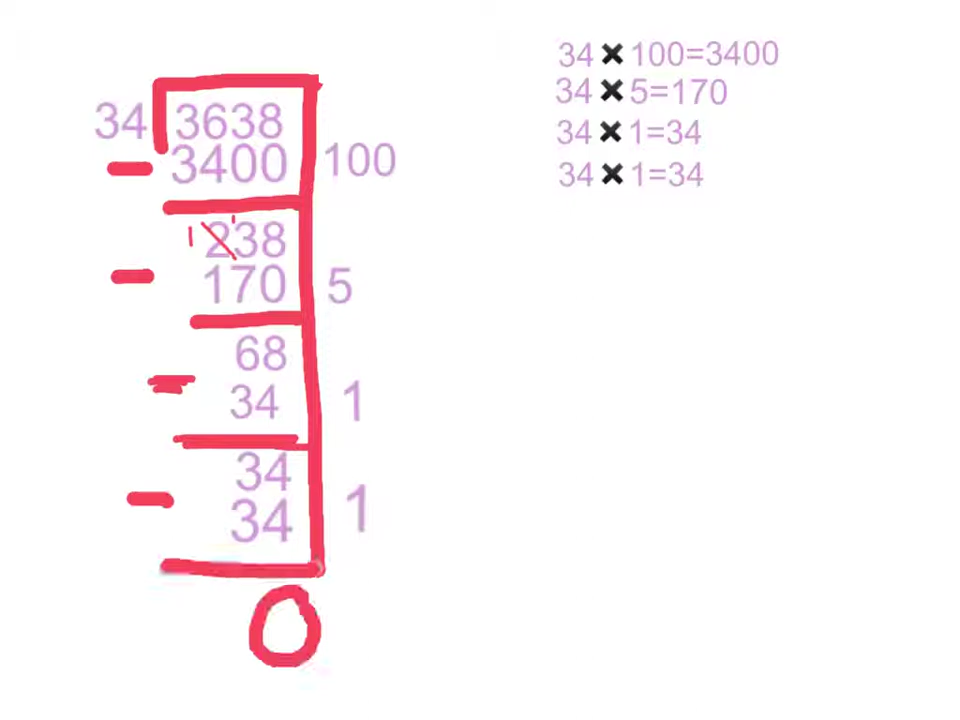 34 3638
- 3400 100
1 238
- 170 5
68
- 34 1
34
- 34 1
0
34 ✖ 100=3400
34 ✖ 5=170
34 ✖ 1=34
34 ✖ 1=34